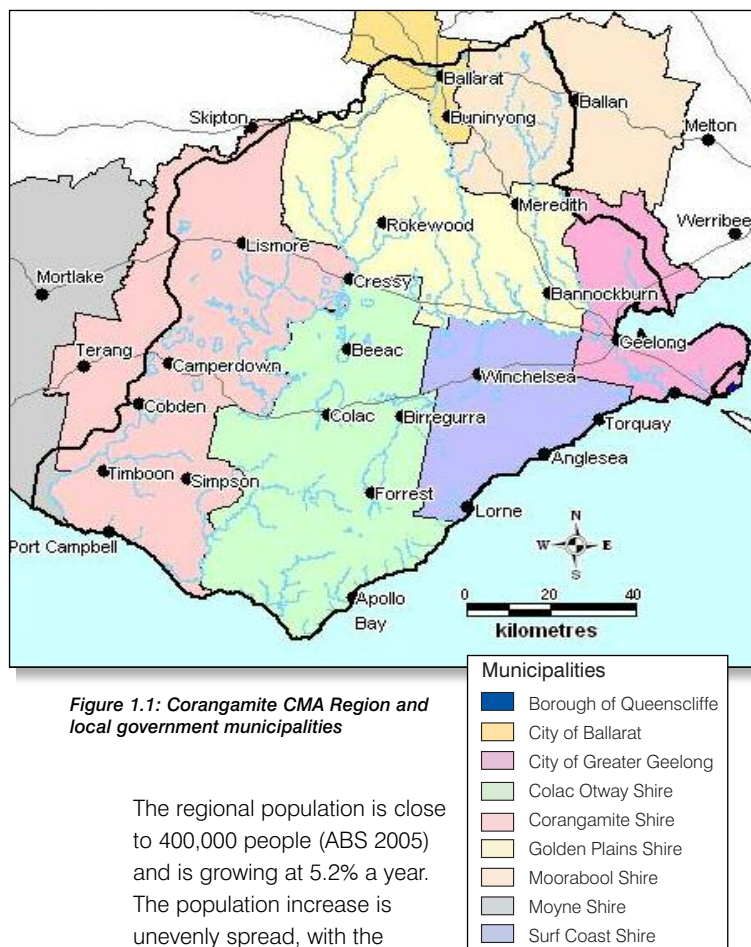 Ballarat
Ballan
Skipton
Buninyong
Melton
Meredith
Rokewood
Werribee
Lismore
Mortlake
Cressy
Bannockburn
Geelong
Beeac
Terang
Camperdown
Winchelsea
Cobden
Colac
Birregurra
Torquay
Anglesea
Timboon
Simpson
Forrest
Lorne
Port Campbell
N
W E
S
Apollo
Bay
0 20 40
kilometres
Municipalities
Borough of Queenscliffe
City of Ballarat
City of Greater Geelong
Colac Otway Shire
Corangamite Shire
Golden Plains Shire
Moorabool Shire
Moyne Shire
Surf Coast Shire
Figure 1.1: Corangamite CMA Region and
local government municipalities
The regional population is close
to 400,000 people (ABS 2005)
and is growing at 5.2% a year.
The population increase is
unevenly spread, with the